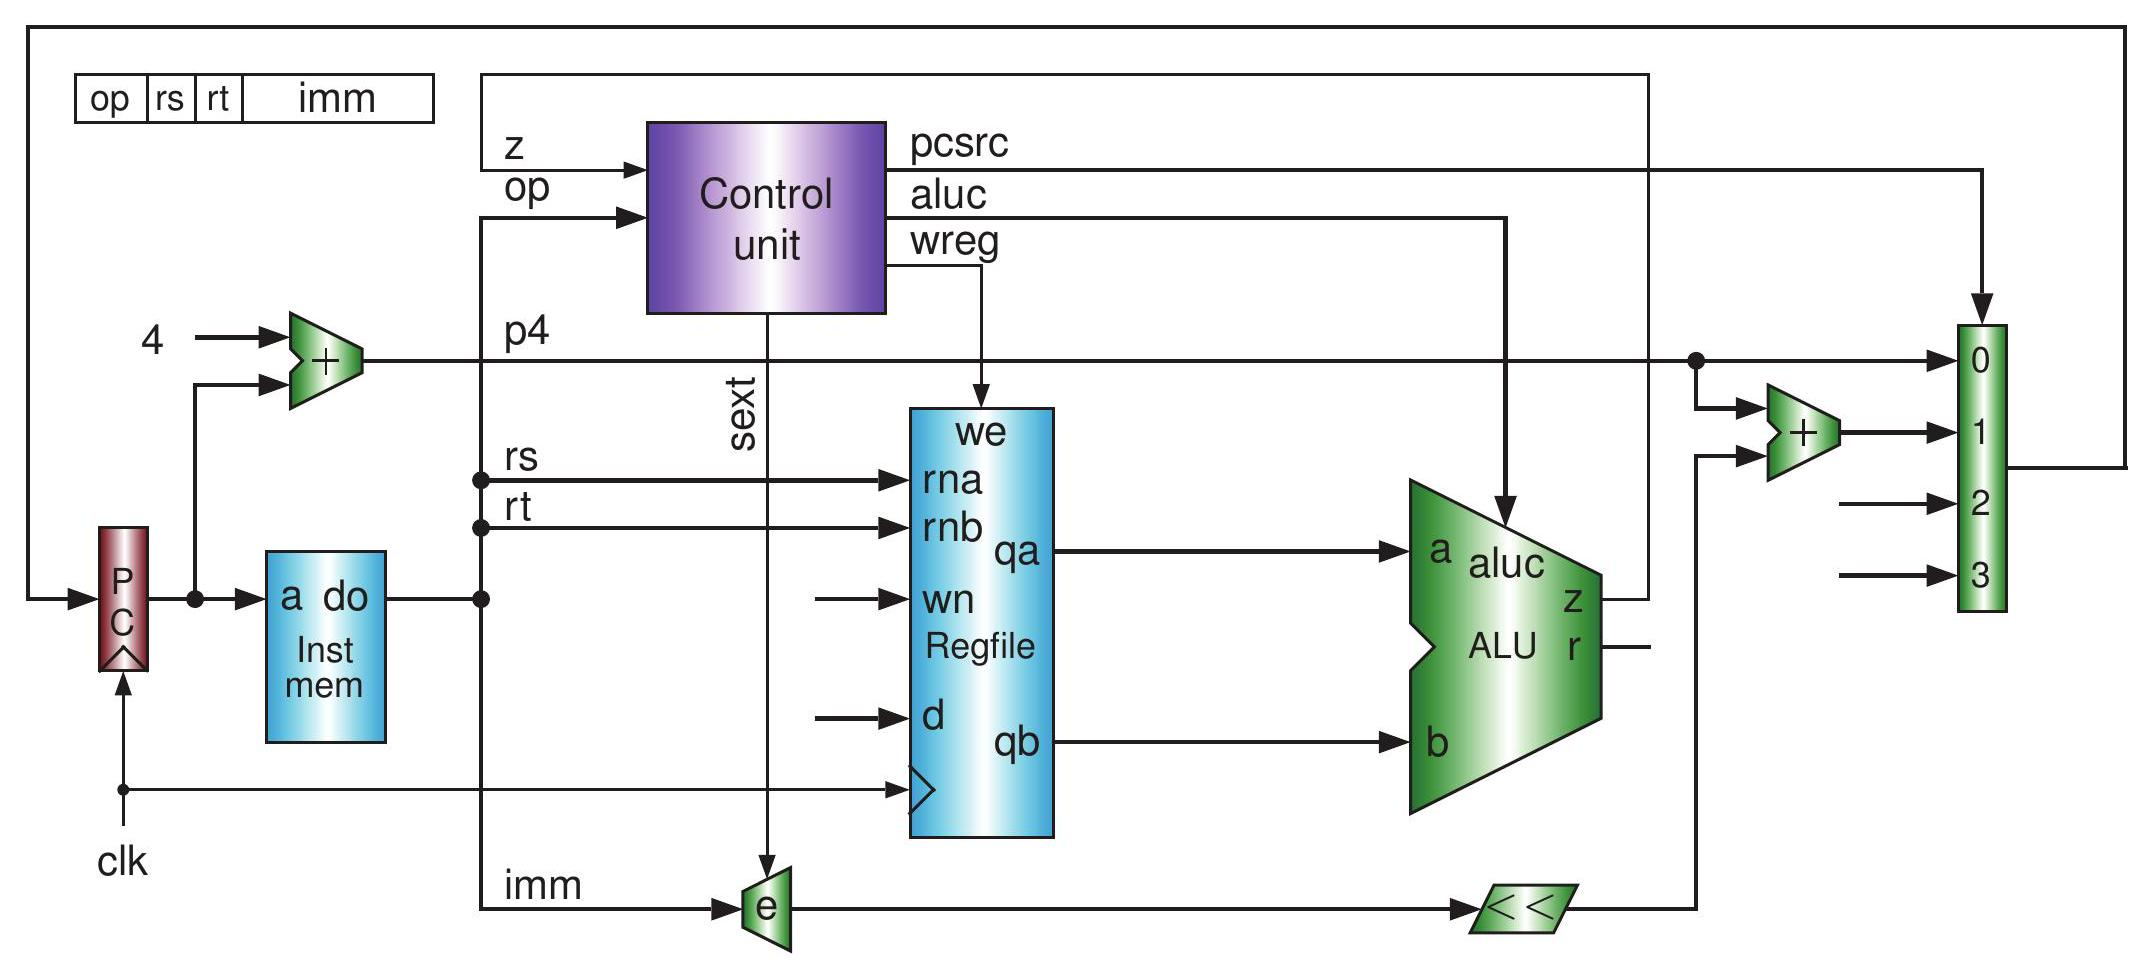 op rs rt imm
z
op
Control
unit
pcsrc
aluc
wreg
4
+
p4
sext
rs
rt
we
rna
rnb
qa
wn
Regfile
d
qb
a aluc
z
ALU r
b
0
1
2
3
+
P
C
a do
Inst
mem
clk
imm
e
<<